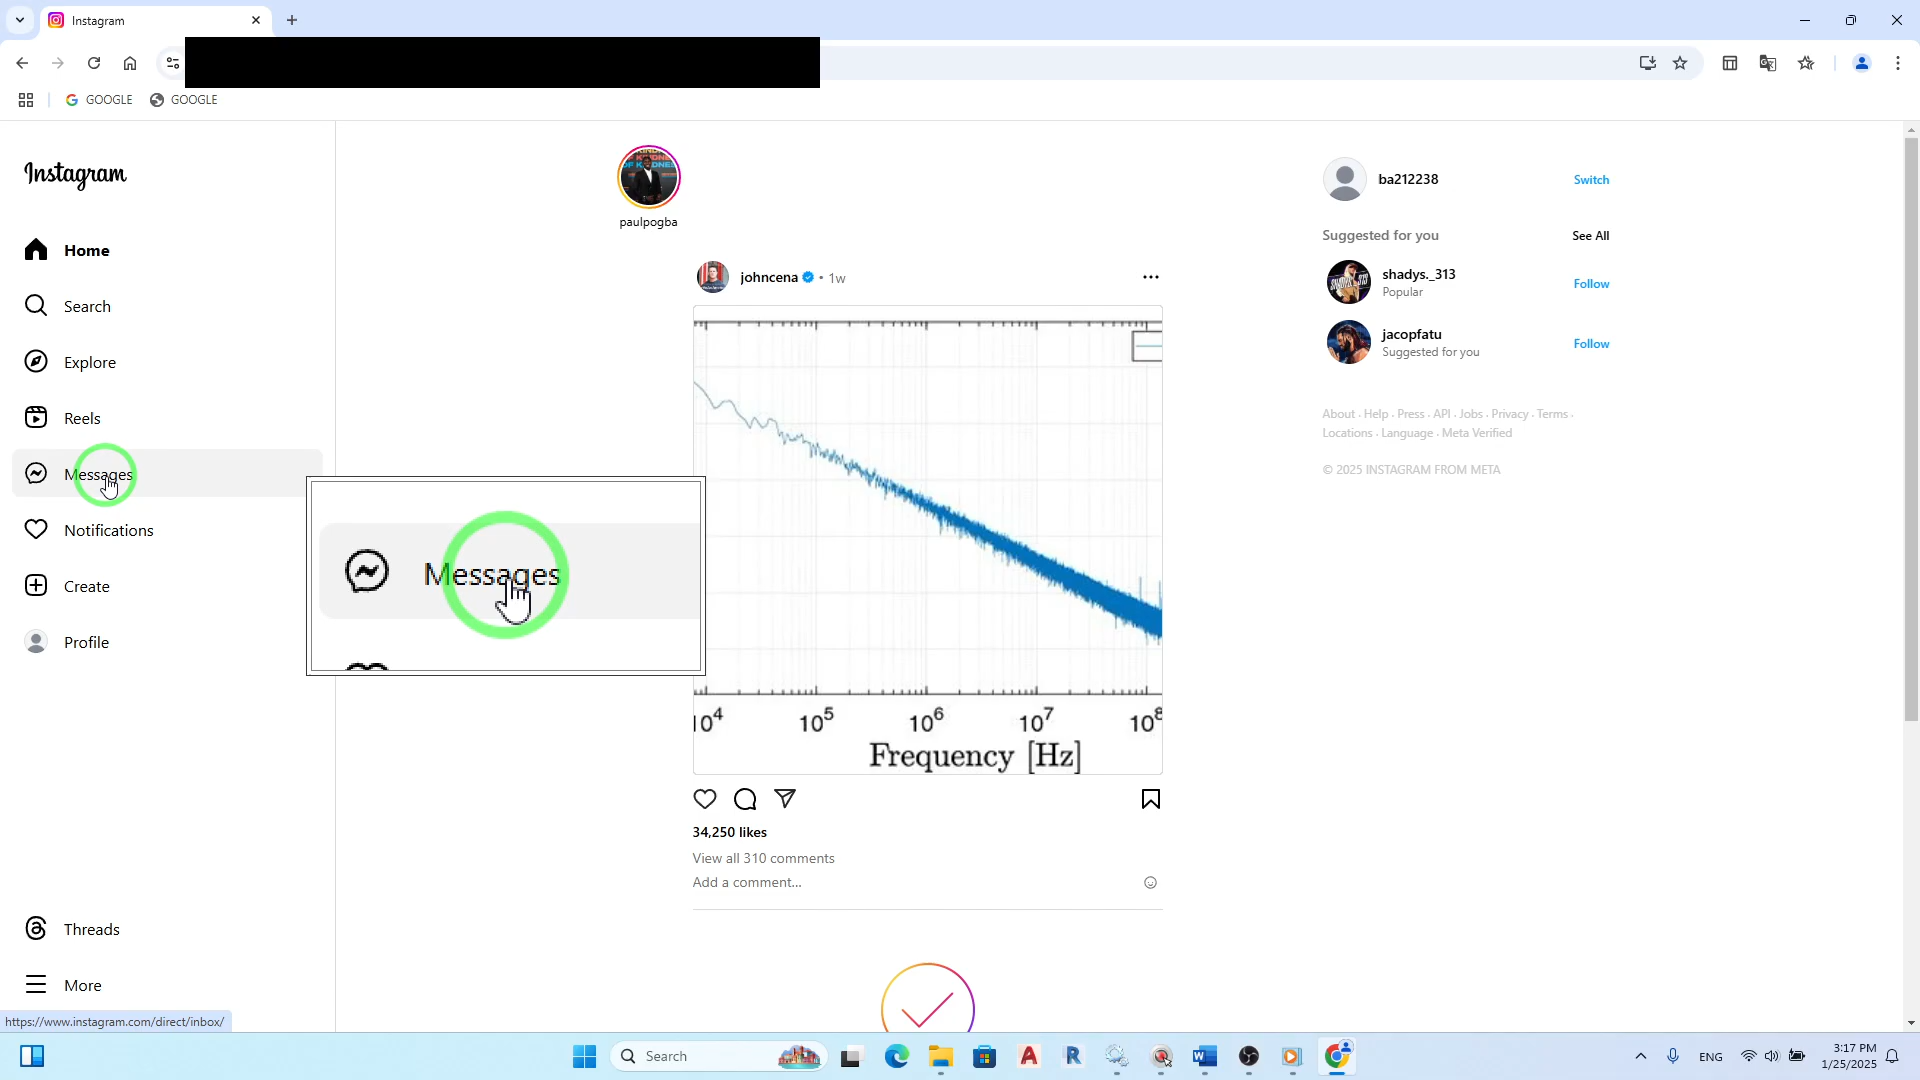 Instagram
GOOGLE
GOOGLE
Instagram
Home
Search
Explore
Reels
Messages
Notifications
Create
Profile
Threads
More
https://www.instagram.com/direct/inbox/
Messages
OF KINDNESS
paulpogba
johncena • 1w
10⁴ 10⁵ 10⁶ 10⁷ 10⁸
Frequency [Hz]
34,250 likes
View all 310 comments
Add a comment...
ba212238
Switch
Suggested for you
See All
shadys._313
Popular
Follow
jacopfatu
Suggested for you
Follow
About · Help · Press · API · Jobs · Privacy · Terms ·
Locations · Language · Meta Verified
© 2025 INSTAGRAM FROM META
Search
ENG
3:17 PM
1/25/2025